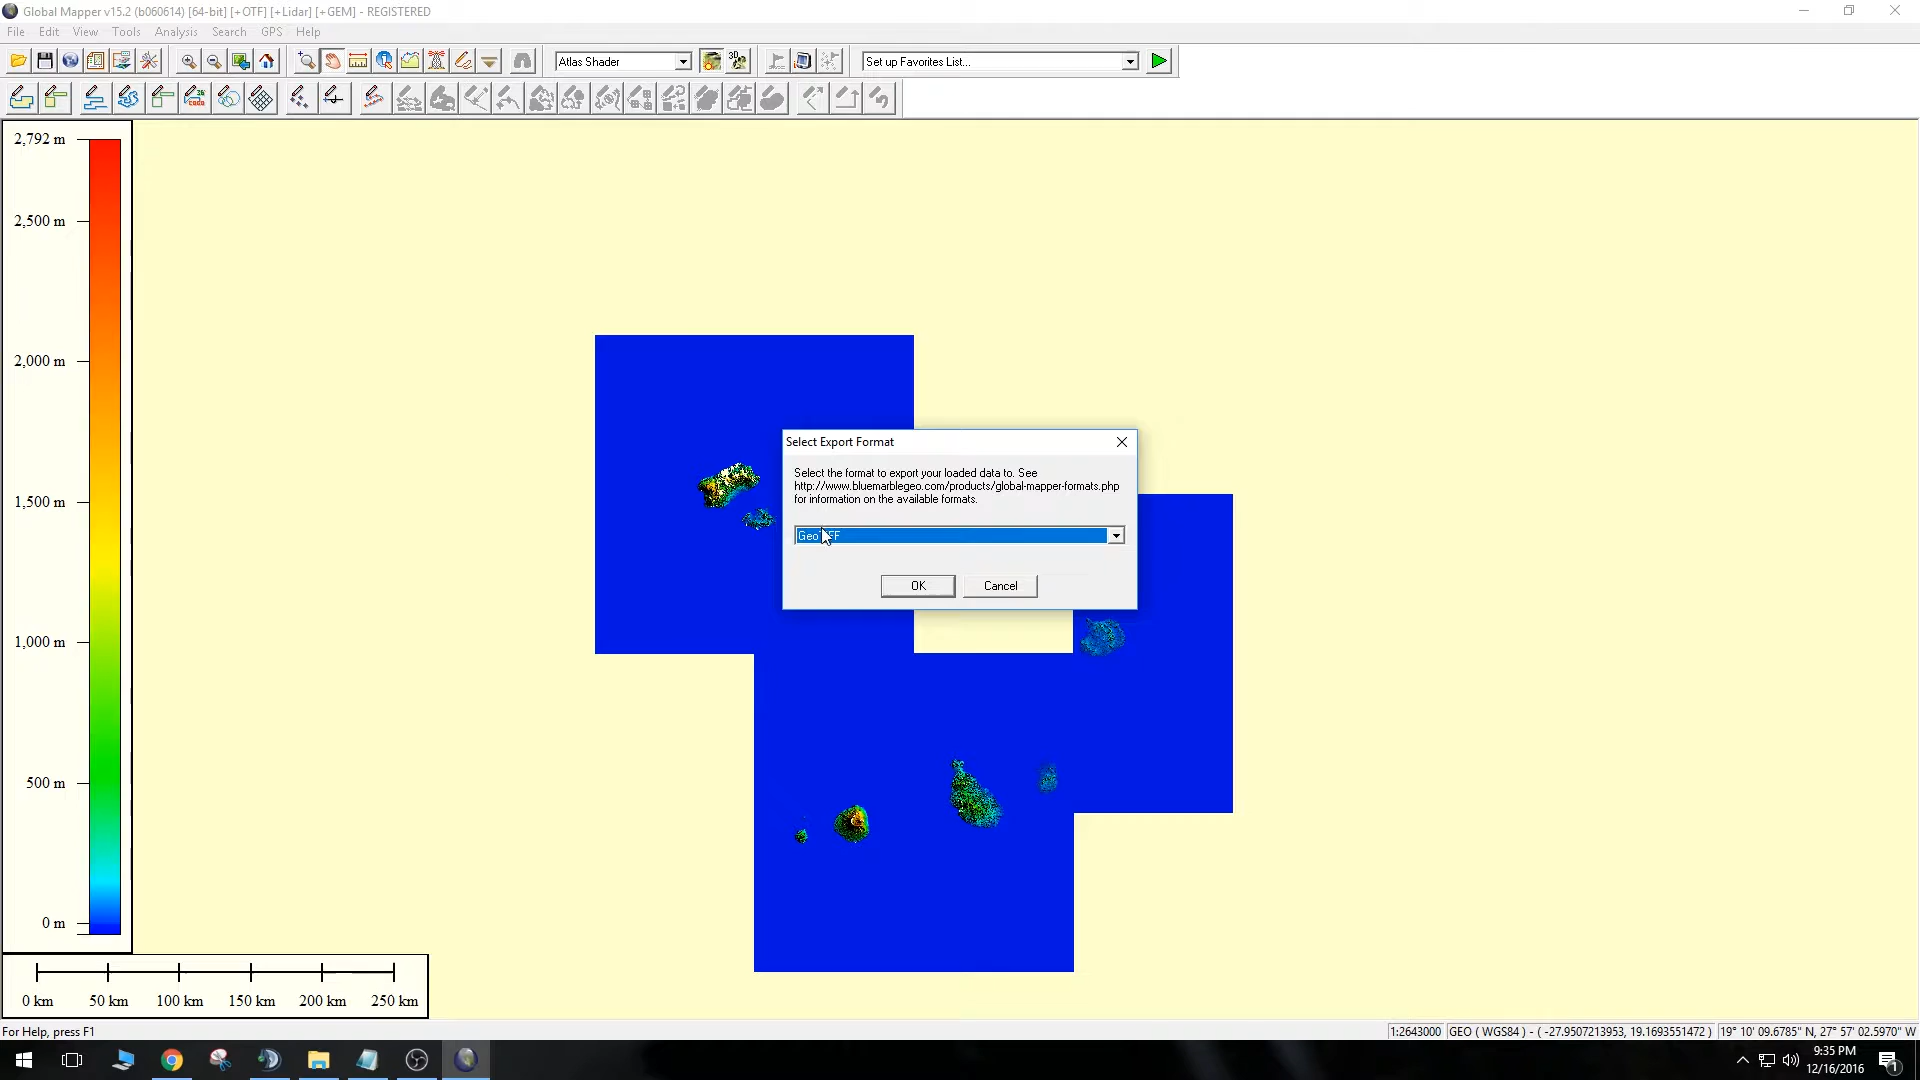 Global Mapper v15.2 (b060614) [64-bit] [+OTF] [+Lidar] [+GEM] - REGISTERED
File Edit View Tools Analysis Search GPS Help
Atlas Shader
Set up Favorites List...
2,792 m
2,500 m
2,000 m
1,500 m
1,000 m
500 m
0 m
Select Export Format
Select the format to export your loaded data to. See
http://www.bluemarblegeo.com/products/global-mapper-formats.php
for information on the available formats.
OK Cancel
0 km 50 km 100 km 150 km 200 km 250 km
For Help, press F1
1:2643000 GEO ( WGS84 ) - ( -27.9507213953, 19.1693551472 ) 19° 10' 09.6785" N, 27° 57' 02.5970" W
9:35 PM
12/16/2016
1